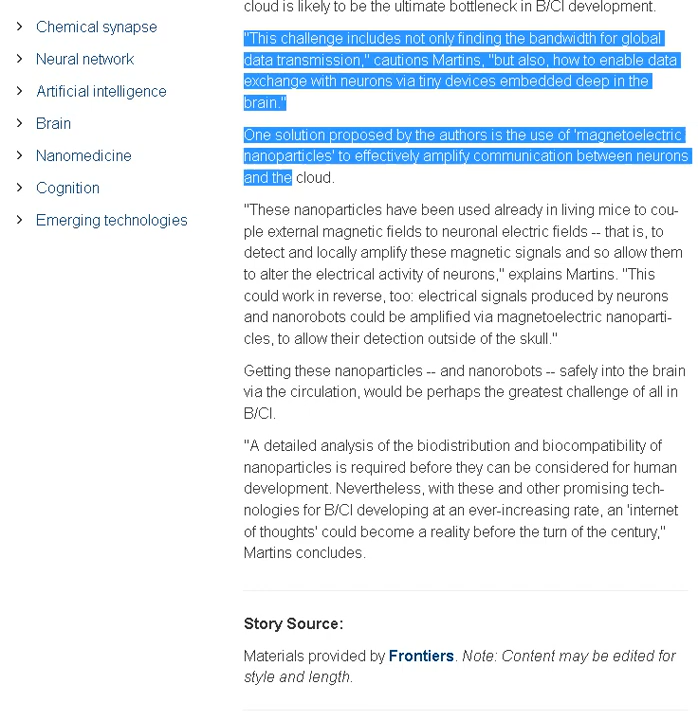 Chemical synapse
Neural network
Artificial intelligence
Brain
Nanomedicine
Cognition
Emerging technologies
cloud is likely to be the ultimate bottleneck in B/CI development.
"This challenge includes not only finding the bandwidth for global
data transmission," cautions Martins, "but also, how to enable data
exchange with neurons via tiny devices embedded deep in the
brain."
One solution proposed by the authors is the use of 'magnetoelectric
nanoparticles' to effectively amplify communication between neurons
and the cloud.
"These nanoparticles have been used already in living mice to cou-
ple external magnetic fields to neuronal electric fields -- that is, to
detect and locally amplify these magnetic signals and so allow them
to alter the electrical activity of neurons," explains Martins. "This
could work in reverse, too: electrical signals produced by neurons
and nanorobots could be amplified via magnetoelectric nanoparti-
cles, to allow their detection outside of the skull."
Getting these nanoparticles -- and nanorobots -- safely into the brain
via the circulation, would be perhaps the greatest challenge of all in
B/CI.
"A detailed analysis of the biodistribution and biocompatibility of
nanoparticles is required before they can be considered for human
development. Nevertheless, with these and other promising tech-
nologies for B/CI developing at an ever-increasing rate, an 'internet
of thoughts' could become a reality before the turn of the century,"
Martins concludes.
Story Source:
Materials provided by Frontiers. Note: Content may be edited for
style and length.